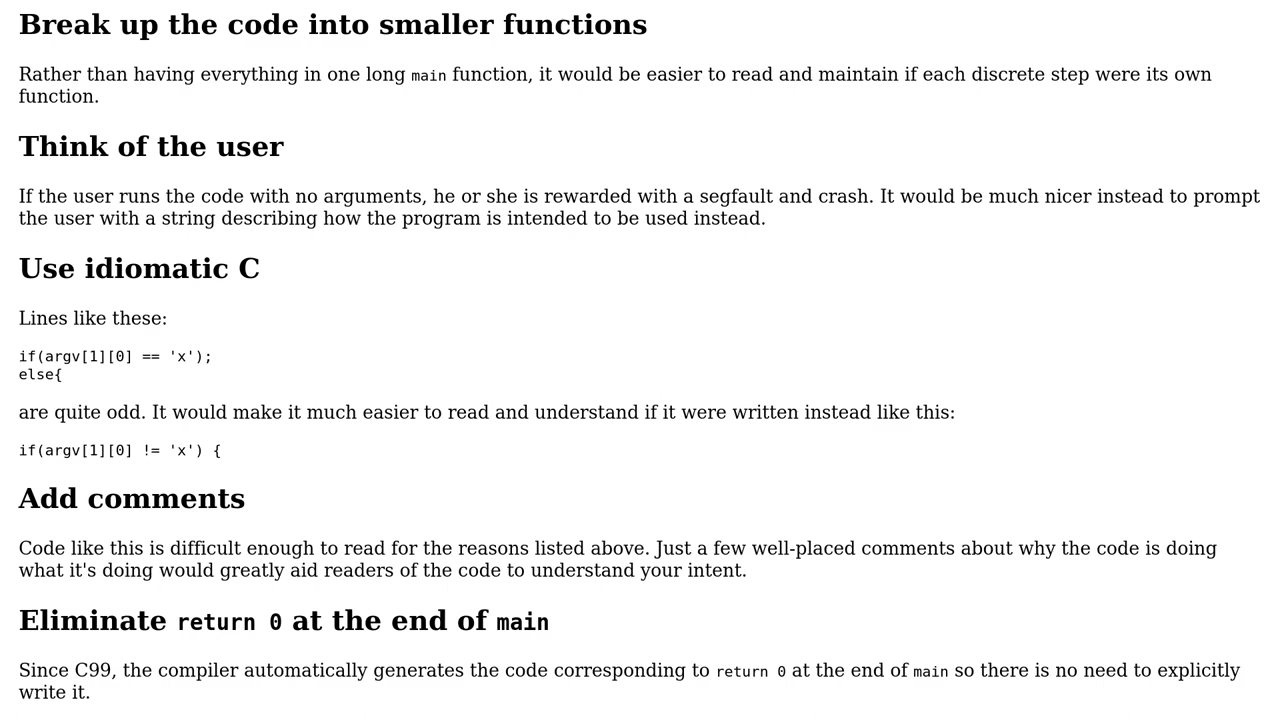 Break up the code into smaller functions
Rather than having everything in one long main function, it would be easier to read and maintain if each discrete step were its own
function.
Think of the user
If the user runs the code with no arguments, he or she is rewarded with a segfault and crash. It would be much nicer instead to prompt
the user with a string describing how the program is intended to be used instead.
Use idiomatic C
Lines like these:
if(argv[1][0] == 'x');
else{
are quite odd. It would make it much easier to read and understand if it were written instead like this:
if(argv[1][0] != 'x') {
Add comments
Code like this is difficult enough to read for the reasons listed above. Just a few well-placed comments about why the code is doing
what it's doing would greatly aid readers of the code to understand your intent.
Eliminate return 0 at the end of main
Since C99, the compiler automatically generates the code corresponding to return 0 at the end of main so there is no need to explicitly
write it.